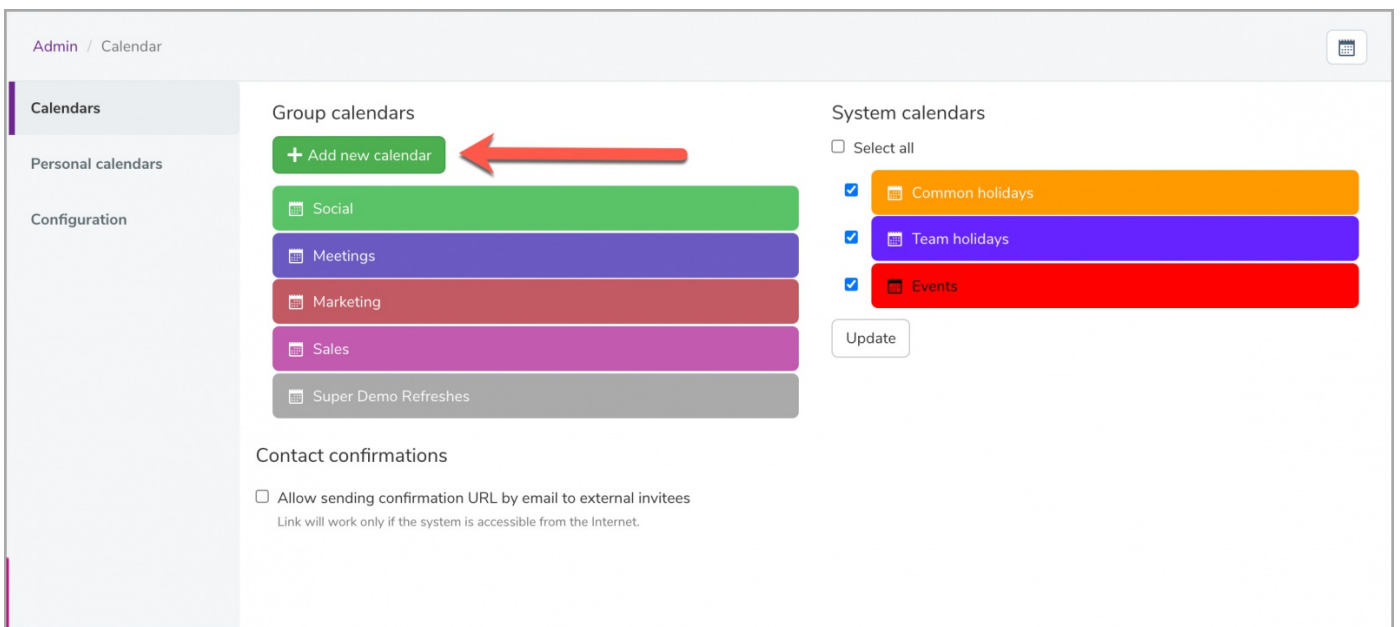 Admin / Calendar
Calendars
Personal calendars
Configuration
Group calendars
Add new calendar
Social
Meetings
Marketing
Sales
Super Demo Refreshes
Contact confirmations
Allow sending confirmation URL by email to external invitees
Link will work only if the system is accessible from the Internet.
System calendars
Select all
Common holidays
Team holidays
Events
Update